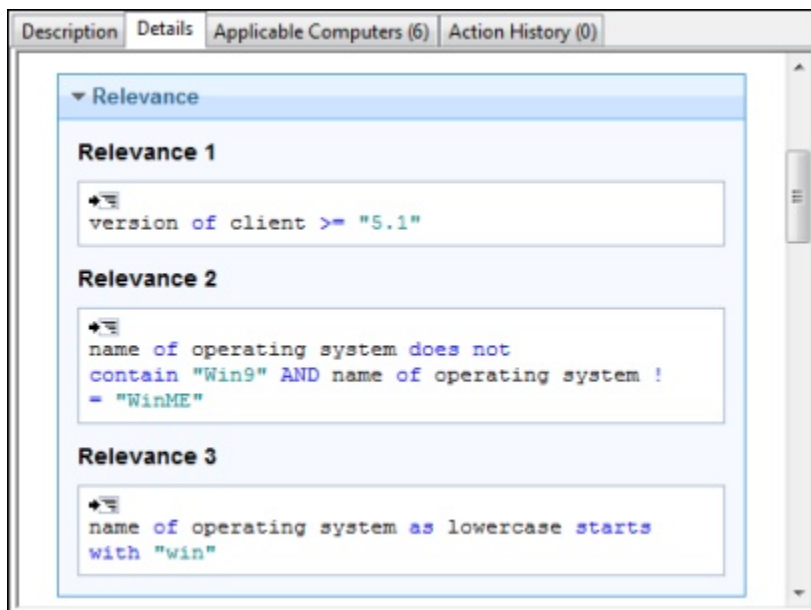 Description Details Applicable Computers (6) Action History (0)
Relevance
Relevance 1
version of client >= "5.1"
Relevance 2
name of operating system does not
contain "Win9" AND name of operating system !
= "WinME"
Relevance 3
name of operating system as lowercase starts
with "win"